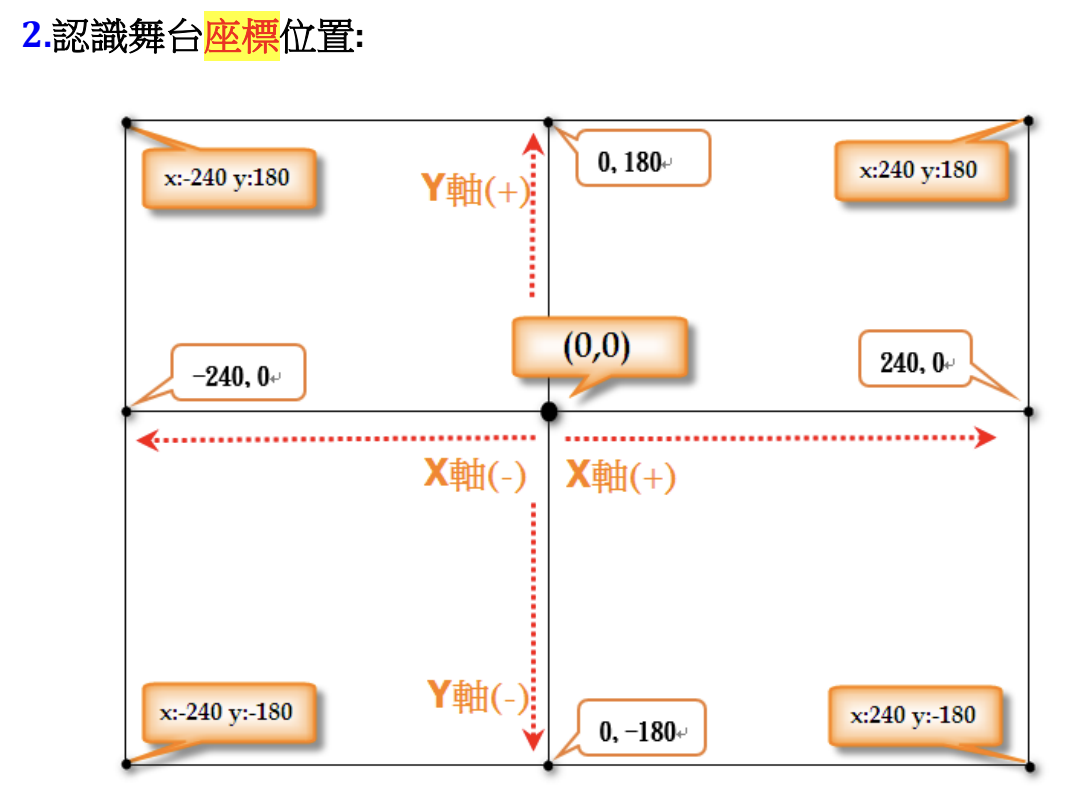 2.認識舞台座標位置:
x:-240 y:180
Y軸(+)
0, 180↵
x:240 y:180
−240, 0↵
(0,0)
240, 0↵
X軸(-)
X軸(+)
x:-240 y:-180
Y軸(-)
0, −180↵
x:240 y:-180